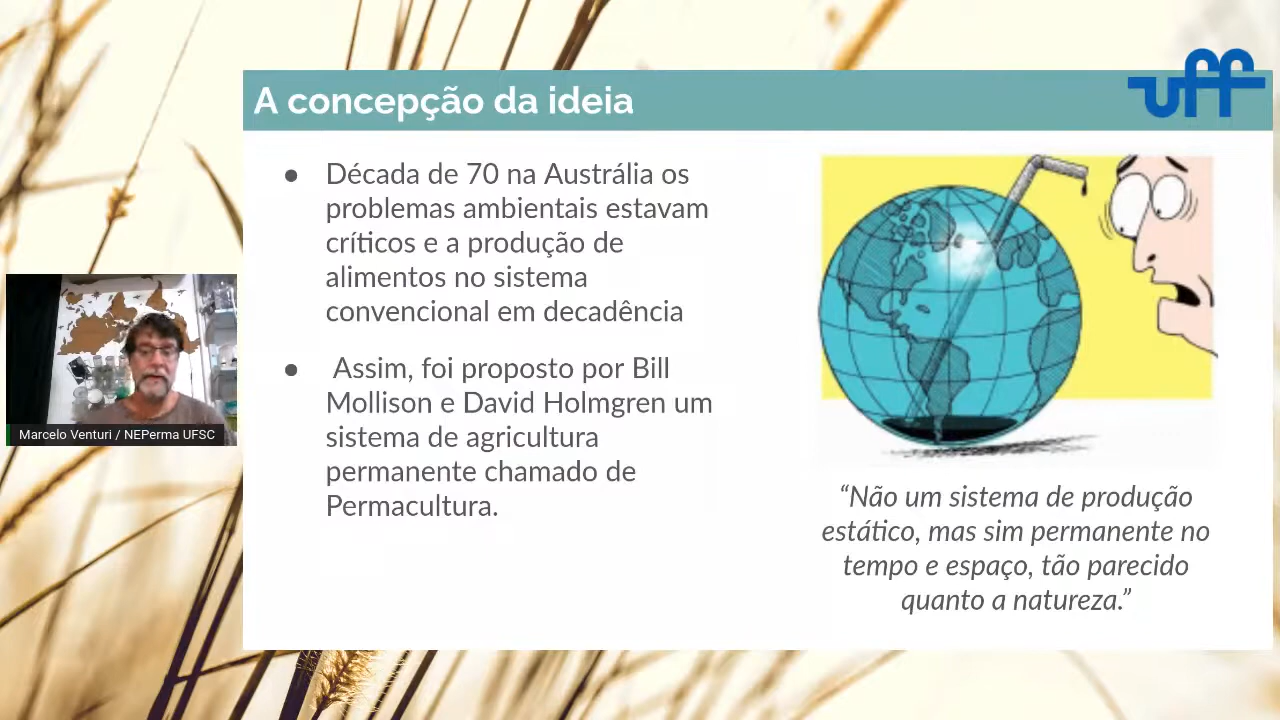 A concepção da ideia
uff
● Década de 70 na Austrália os
problemas ambientais estavam
críticos e a produção de
alimentos no sistema
convencional em decadência
● Assim, foi proposto por Bill
Mollison e David Holmgren um
sistema de agricultura
permanente chamado de
Permacultura.
“Não um sistema de produção
estático, mas sim permanente no
tempo e espaço, tão parecido
quanto a natureza.”
Marcelo Venturi / NEPerma UFSC